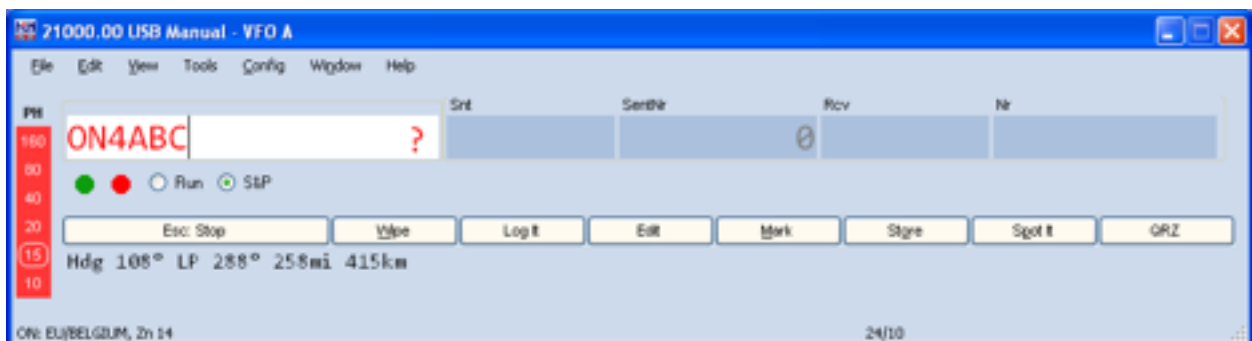 21000.00 USB Manual - VFO A
File Edit View Tools Config Window Help
PH Snt SentNr Rcv Nr
ON4ABC ? 0
160
80
40
20
15
10
Run S&P
Esc: Stop Wipe Log It Edit Mark Store Spot It QRZ
Hdg 108° LP 288° 258mi 415km
ON: EU/BELGIUM, Zn 14 24/10